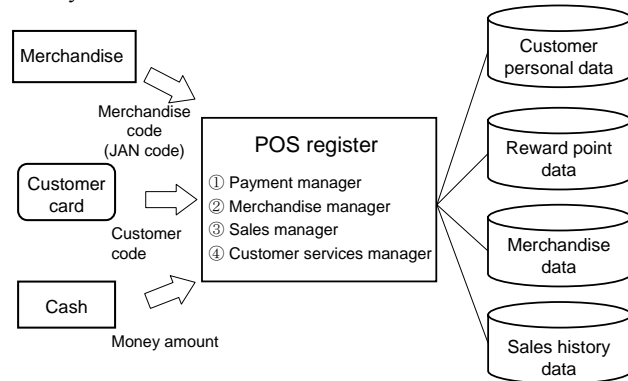 Merchandise
Merchandise
code
(JAN code)
Customer
card
Customer
code
Cash
Money amount
POS register
① Payment manager
② Merchandise manager
③ Sales manager
④ Customer services manager
Customer
personal data
Reward point
data
Merchandise
data
Sales history
data